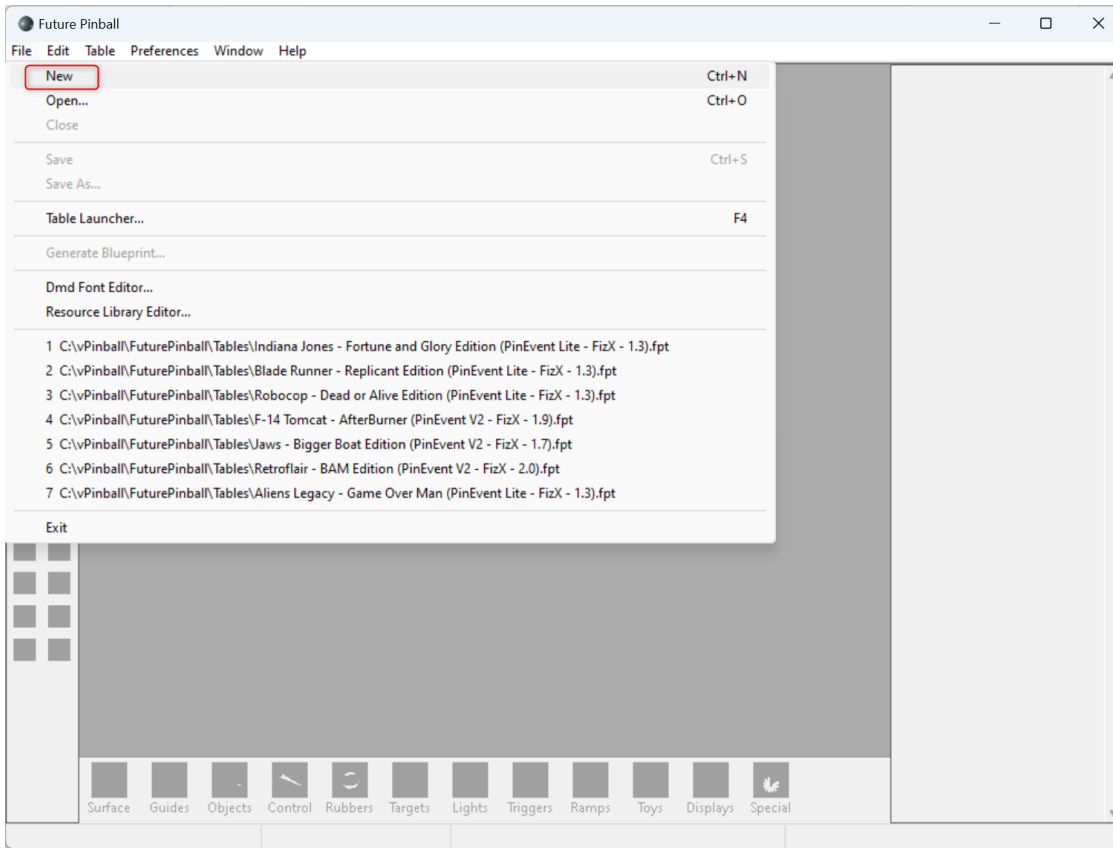 Future Pinball
File Edit Table Preferences Window Help
New Ctrl+N
Open... Ctrl+O
Close
Save Ctrl+S
Save As...
Table Launcher... F4
Generate Blueprint...
Dmd Font Editor...
Resource Library Editor...
1 C:\vPinball\FuturePinball\Tables\Indiana Jones - Fortune and Glory Edition (PinEvent Lite - FizX - 1.3).fpt
2 C:\vPinball\FuturePinball\Tables\Blade Runner - Replicant Edition (PinEvent Lite - FizX - 1.3).fpt
3 C:\vPinball\FuturePinball\Tables\Robocop - Dead or Alive Edition (PinEvent Lite - FizX - 1.3).fpt
4 C:\vPinball\FuturePinball\Tables\F-14 Tomcat - AfterBurner (PinEvent V2 - FizX - 1.9).fpt
5 C:\vPinball\FuturePinball\Tables\Jaws - Bigger Boat Edition (PinEvent V2 - FizX - 1.7).fpt
6 C:\vPinball\FuturePinball\Tables\Retroflair - BAM Edition (PinEvent V2 - FizX - 2.0).fpt
7 C:\vPinball\FuturePinball\Tables\Aliens Legacy - Game Over Man (PinEvent Lite - FizX - 1.3).fpt
Exit
Surface Guides Objects Control Rubbers Targets Lights Triggers Ramps Toys Displays Special